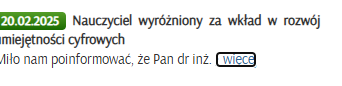 20.02.2025 Nauczyciel wyróżniony za wkład w rozwój
umiejętności cyfrowych
Miło nam poinformować, że Pan dr inż. więcej